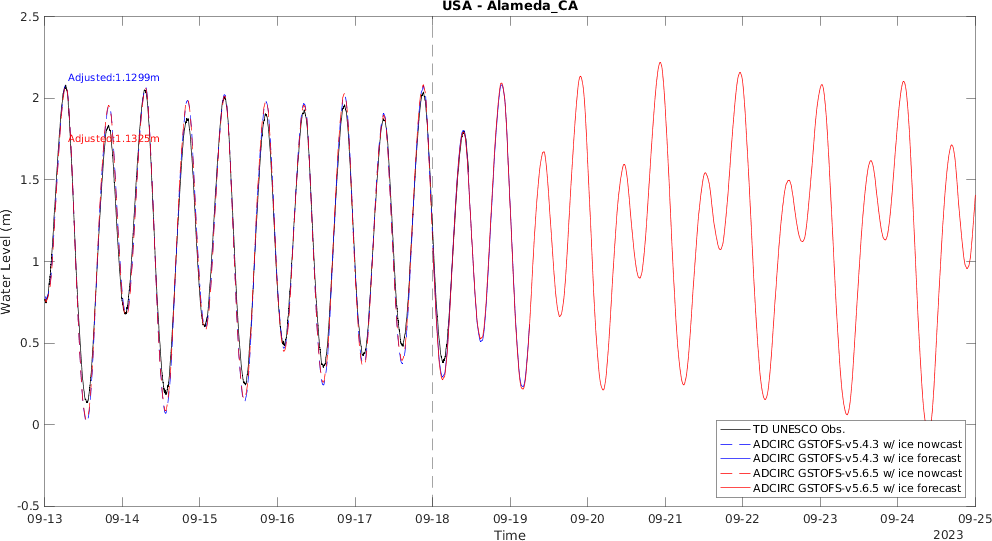 USA - Alameda_CA
2.5
2
1.5
1
0.5
0
-0.5
Water Level (m)
Adjusted:1.1299m
Adjusted:1.1325m
TD UNESCO Obs.
ADCIRC GSTOFS-v5.4.3 w/ ice nowcast
ADCIRC GSTOFS-v5.4.3 w/ ice forecast
ADCIRC GSTOFS-v5.6.5 w/ ice nowcast
ADCIRC GSTOFS-v5.6.5 w/ ice forecast
09-13 09-14 09-15 09-16 09-17 09-18 09-19 09-20 09-21 09-22 09-23 09-24 09-25
Time
2023